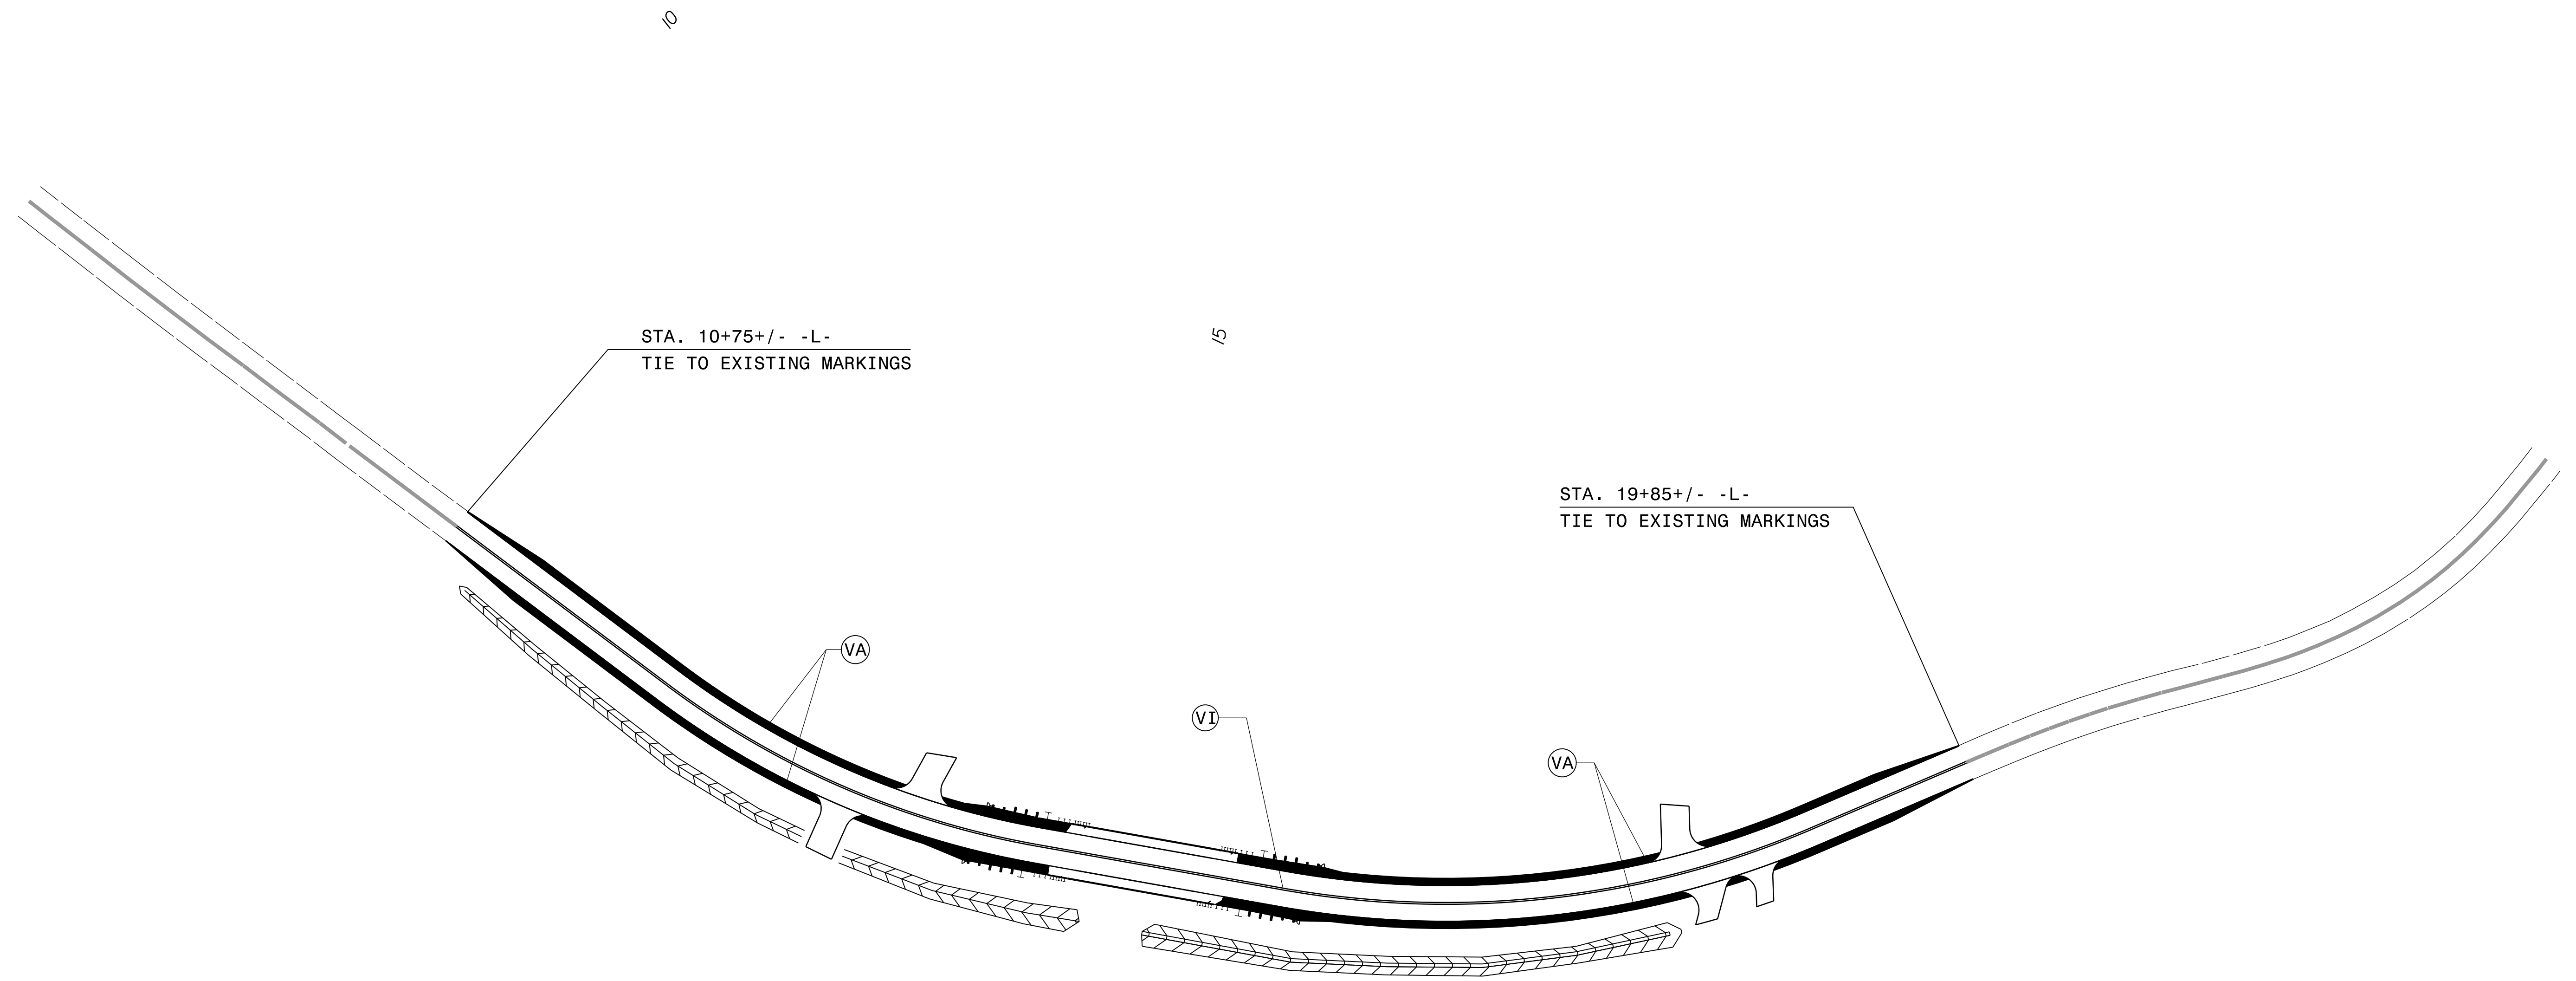 10
STA. 10+75+/- -L-
TIE TO EXISTING MARKINGS
15
STA. 19+85+/- -L-
TIE TO EXISTING MARKINGS
VA
VI
VA